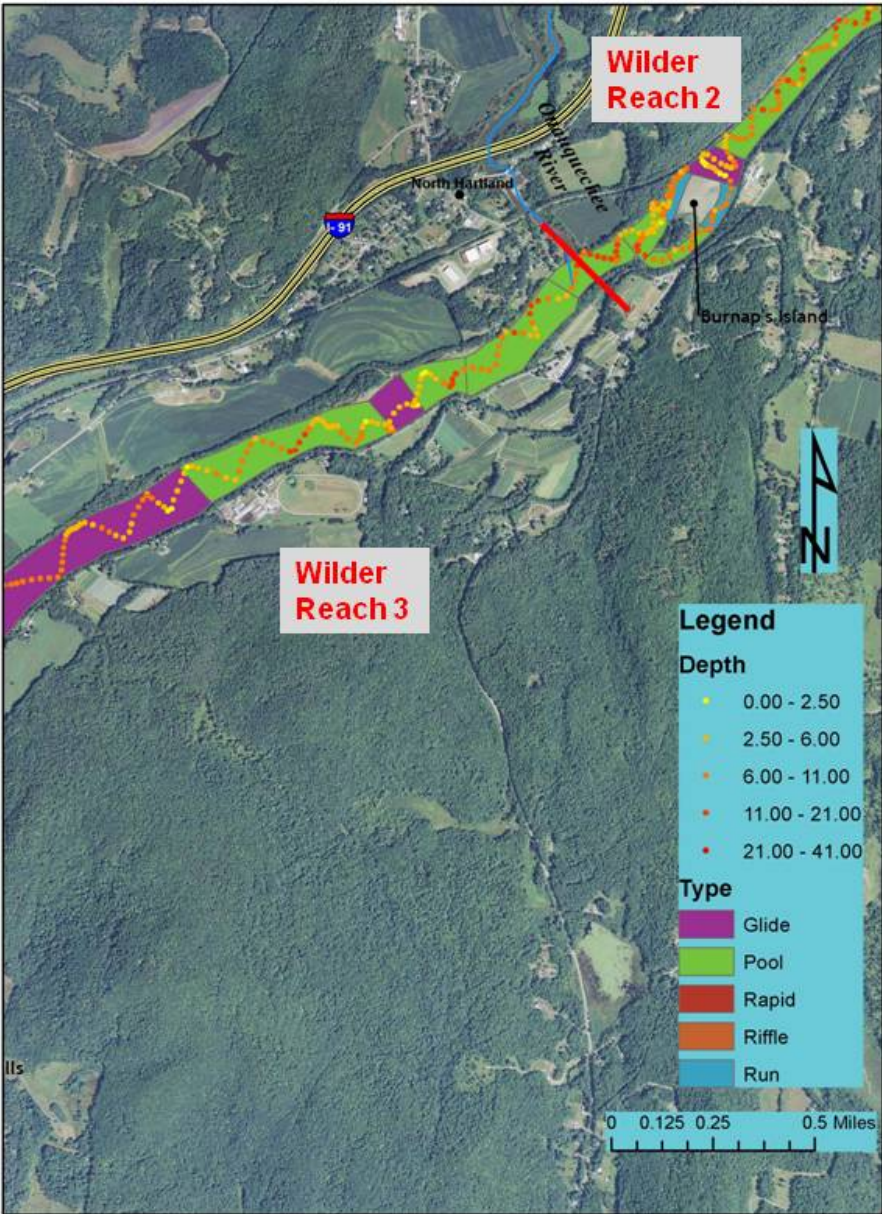 Wilder
Reach 2
Ottauquechee
River
North Hartland
I- 91
Burnap's Island
Wilder
Reach 3
N
Legend
Depth
0.00 - 2.50
2.50 - 6.00
6.00 - 11.00
11.00 - 21.00
21.00 - 41.00
Type
Glide
Pool
Rapid
Riffle
Run
lls
0 0.125 0.25 0.5 Miles